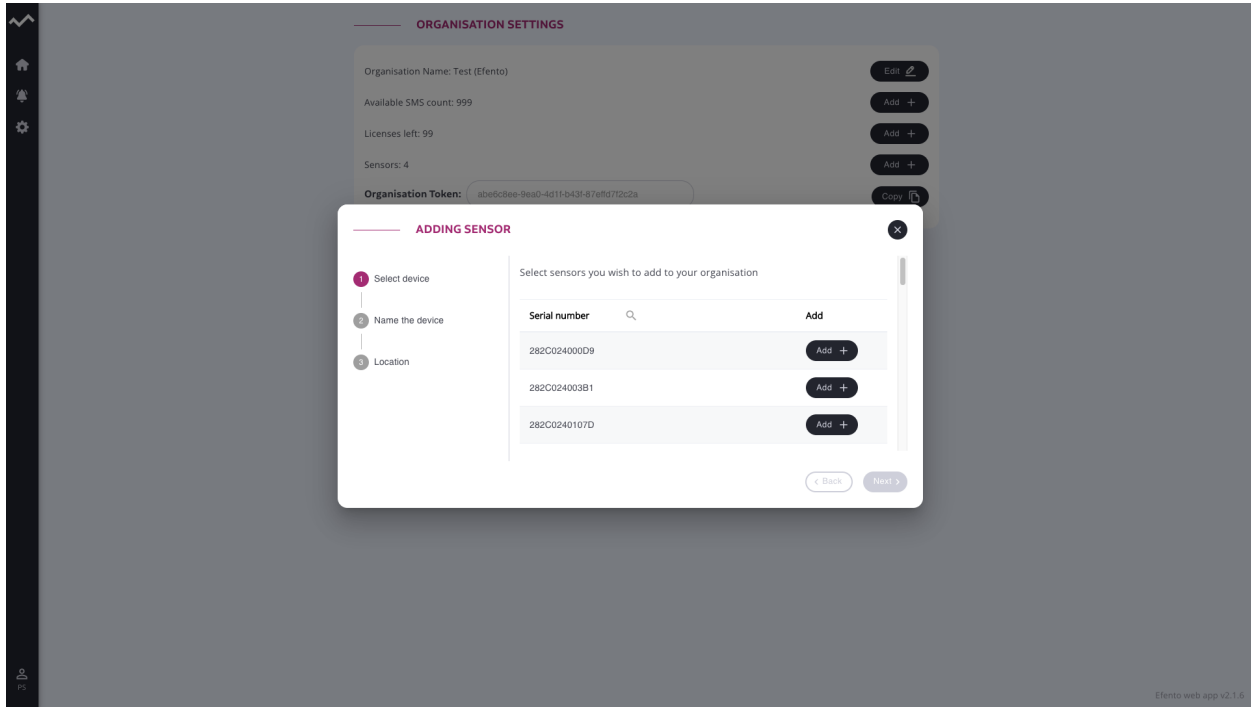 ORGANISATION SETTINGS
Organisation Name: Test (Efento)
Edit
Available SMS count: 999
Add +
Licenses left: 99
Add +
Sensors: 4
Add +
Organisation Token: abe6c8ee-9ea0-4d1f-b43f-87effd7f2c2a
Copy
ADDING SENSOR
1 Select device
2 Name the device
3 Location
Select sensors you wish to add to your organisation
Serial number Add
282C024000D9 Add +
282C024003B1 Add +
282C0240107D Add +
< Back Next >
PS
Efento web app v2.1.6